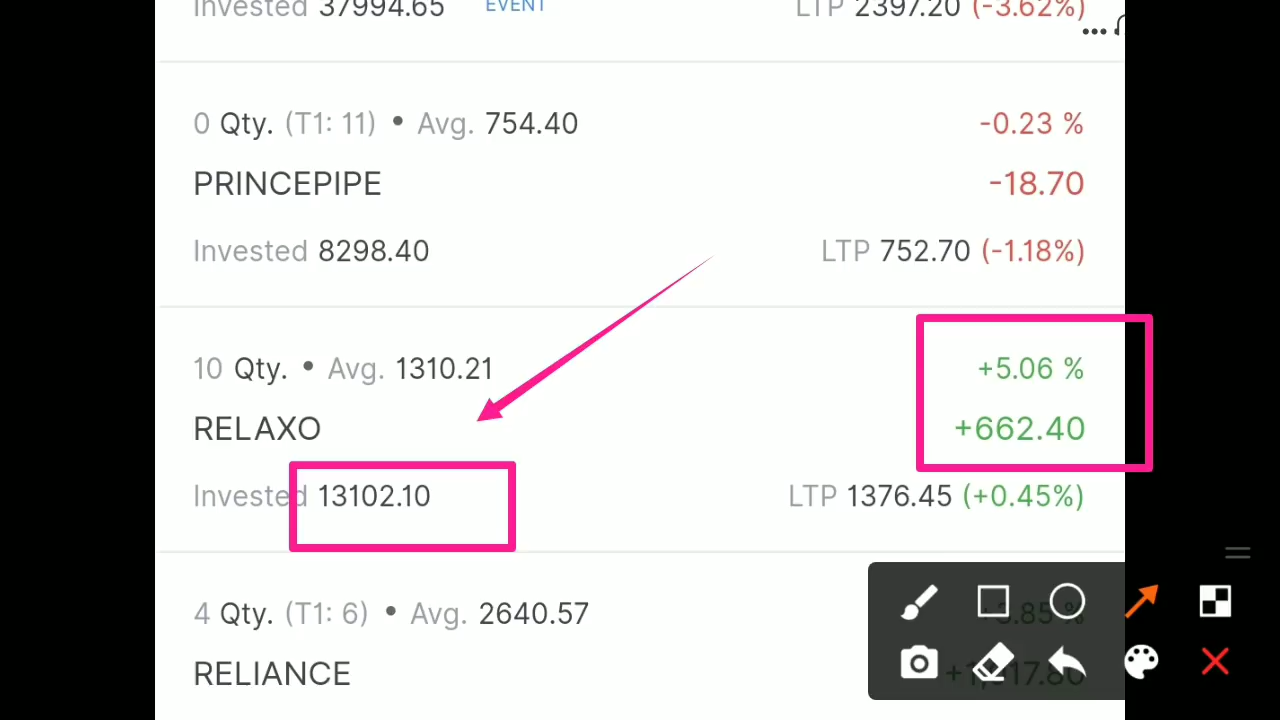 Invested 37994.65 EVENT LTP 2397.20 (-3.62%)
0 Qty. (T1: 11) • Avg. 754.40 -0.23 %
PRINCEPIPE -18.70
Invested 8298.40 LTP 752.70 (-1.18%)
10 Qty. • Avg. 1310.21 +5.06 %
RELAXO +662.40
Invested 13102.10 LTP 1376.45 (+0.45%)
4 Qty. (T1: 6) • Avg. 2640.57
RELIANCE